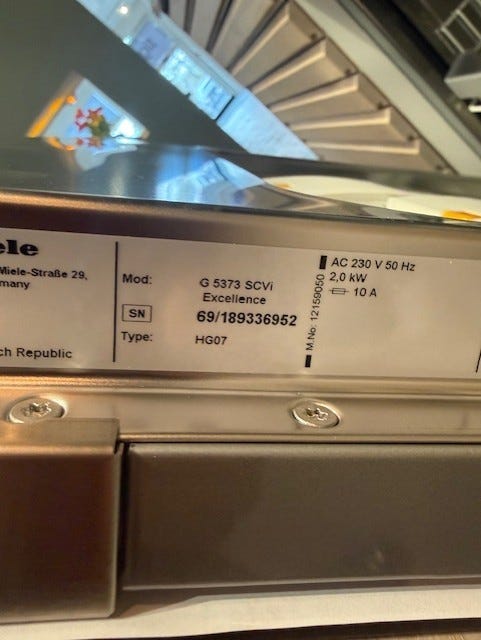 ele
Miele-Straße 29,
many
ch Republic
Mod: G 5373 SCVi
Excellence
SN 69/189336952
Type: HG07
M.No: 12159050
AC 230 V 50 Hz
2,0 kW
10 A